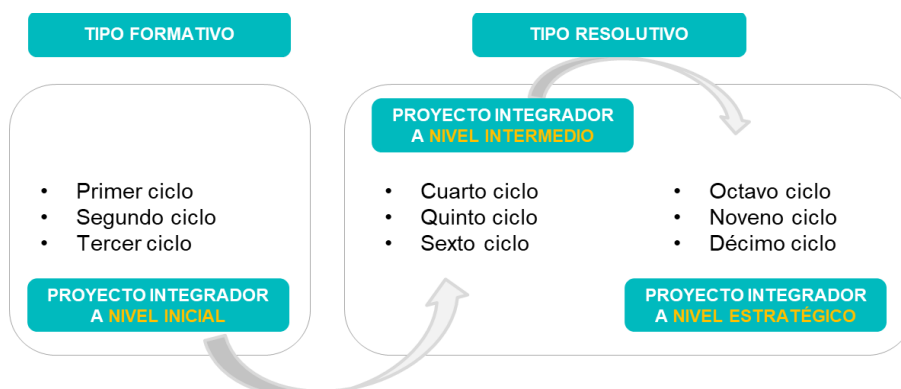 TIPO FORMATIVO
TIPO RESOLUTIVO
PROYECTO INTEGRADOR
A NIVEL INTERMEDIO
• Primer ciclo
• Segundo ciclo
• Tercer ciclo
• Cuarto ciclo
• Quinto ciclo
• Sexto ciclo
• Octavo ciclo
• Noveno ciclo
• Décimo ciclo
PROYECTO INTEGRADOR
A NIVEL INICIAL
PROYECTO INTEGRADOR
A NIVEL ESTRATÉGICO